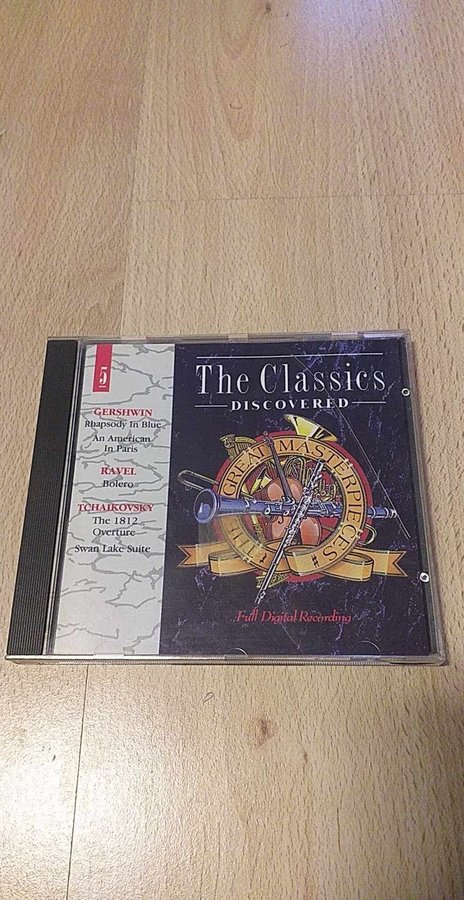 5
GERSHWIN
Rhapsody In Blue
An American
In Paris
RAVEL
Bolero
TCHAIKOVSKY
The 1812
Overture
Swan Lake Suite
The Classics
DISCOVERED
THE GREAT MASTERPIECES
Full Digital Recording